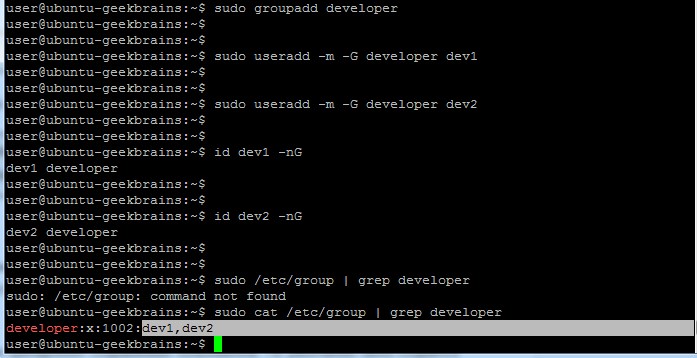 user@ubuntu-geekbrains:~$ sudo groupadd developer
user@ubuntu-geekbrains:~$
user@ubuntu-geekbrains:~$
user@ubuntu-geekbrains:~$ sudo useradd -m -G developer dev1
user@ubuntu-geekbrains:~$
user@ubuntu-geekbrains:~$
user@ubuntu-geekbrains:~$ sudo useradd -m -G developer dev2
user@ubuntu-geekbrains:~$
user@ubuntu-geekbrains:~$
user@ubuntu-geekbrains:~$ id dev1 -nG
dev1 developer
user@ubuntu-geekbrains:~$
user@ubuntu-geekbrains:~$
user@ubuntu-geekbrains:~$ id dev2 -nG
dev2 developer
user@ubuntu-geekbrains:~$
user@ubuntu-geekbrains:~$
user@ubuntu-geekbrains:~$ sudo /etc/group | grep developer
sudo: /etc/group: command not found
user@ubuntu-geekbrains:~$ sudo cat /etc/group | grep developer
developer:x:1002:dev1,dev2
user@ubuntu-geekbrains:~$